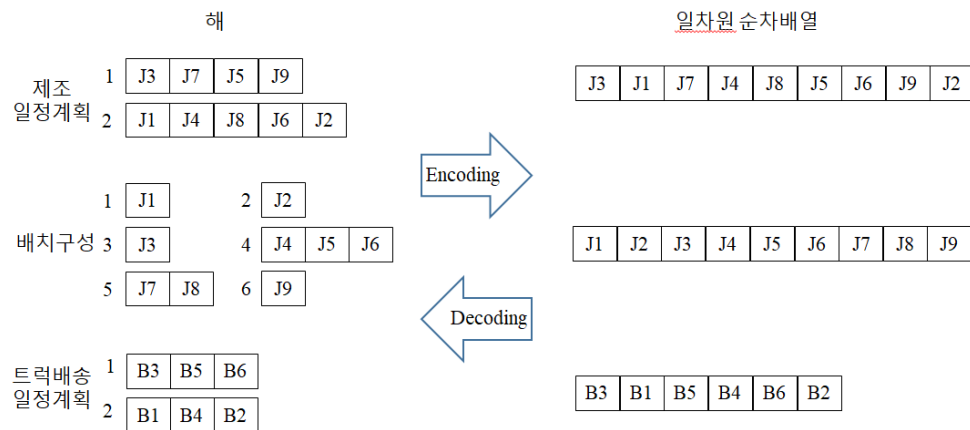 해
일차원 순차배열
제조
일정계획
1 J3 J7 J5 J9
2 J1 J4 J8 J6 J2
J3 J1 J7 J4 J8 J5 J6 J9 J2
Encoding
배치구성
1 J1 2 J2
3 J3 4 J4 J5 J6
5 J7 J8 6 J9
J1 J2 J3 J4 J5 J6 J7 J8 J9
Decoding
트럭배송
일정계획
1 B3 B5 B6
2 B1 B4 B2
B3 B1 B5 B4 B6 B2